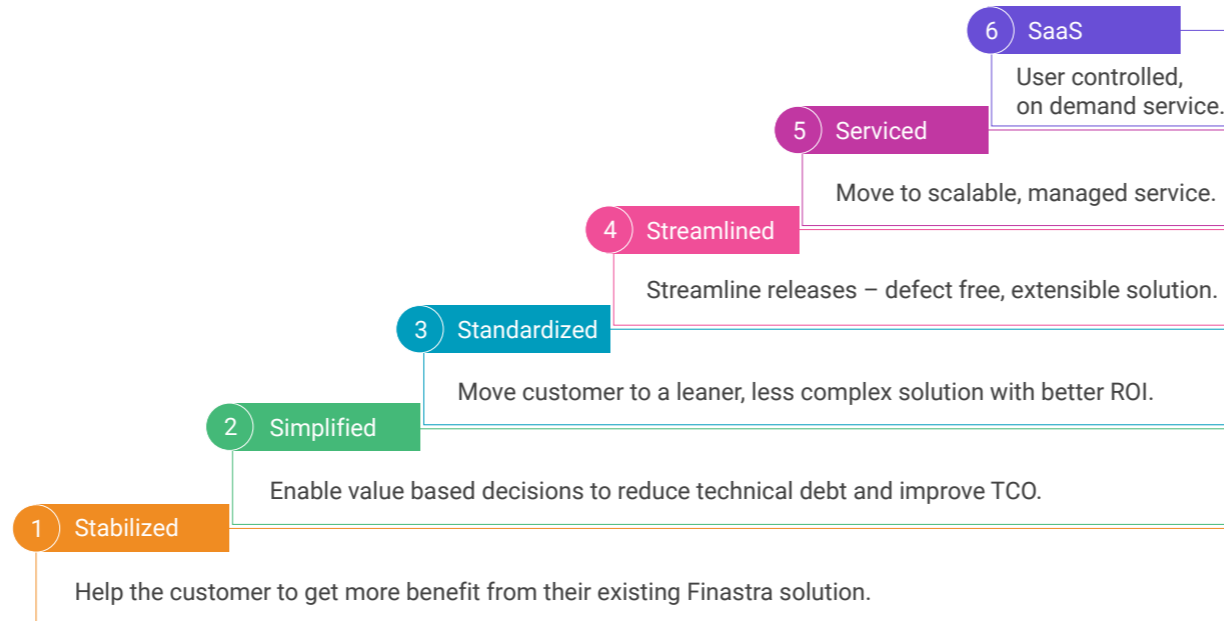 6 SaaS
User controlled,
on demand service.
5 Serviced
Move to scalable, managed service.
4 Streamlined
Streamline releases – defect free, extensible solution.
3 Standardized
Move customer to a leaner, less complex solution with better ROI.
2 Simplified
Enable value based decisions to reduce technical debt and improve TCO.
1 Stabilized
Help the customer to get more benefit from their existing Finastra solution.